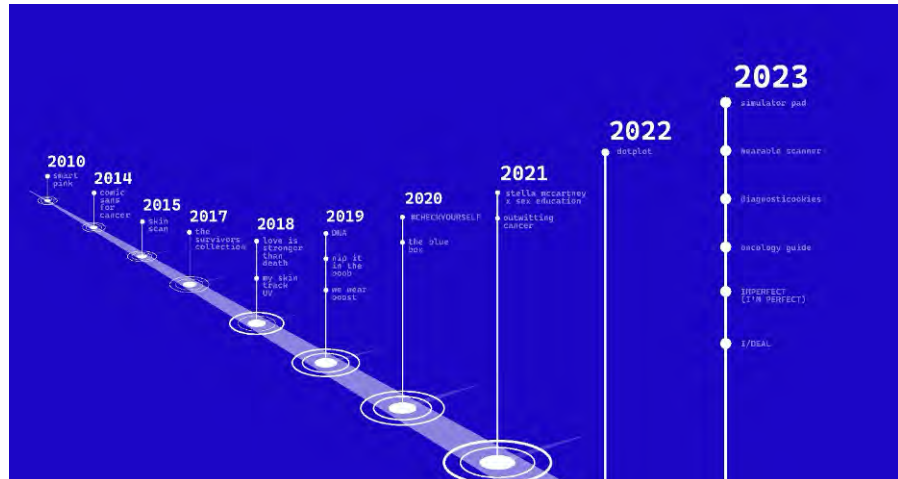 2010
smart
pink
2014
comic
sans
for
cancer
2015
skin
scan
2017
the
survivors
collection
2018
love is
stronger
than
death
my skin
track
UV
2019
DNA
nip it
in the
boob
we wear
boost
2020
#CHECKYOURSELF
the blue
box
2021
stella mccartney
x sex education
outwitting
cancer
2022
dotplot
2023
simulator pad
wearable scanner
diagnosticookies
oncology guide
IMPERFECT
(I'M PERFECT)
I/DEAL